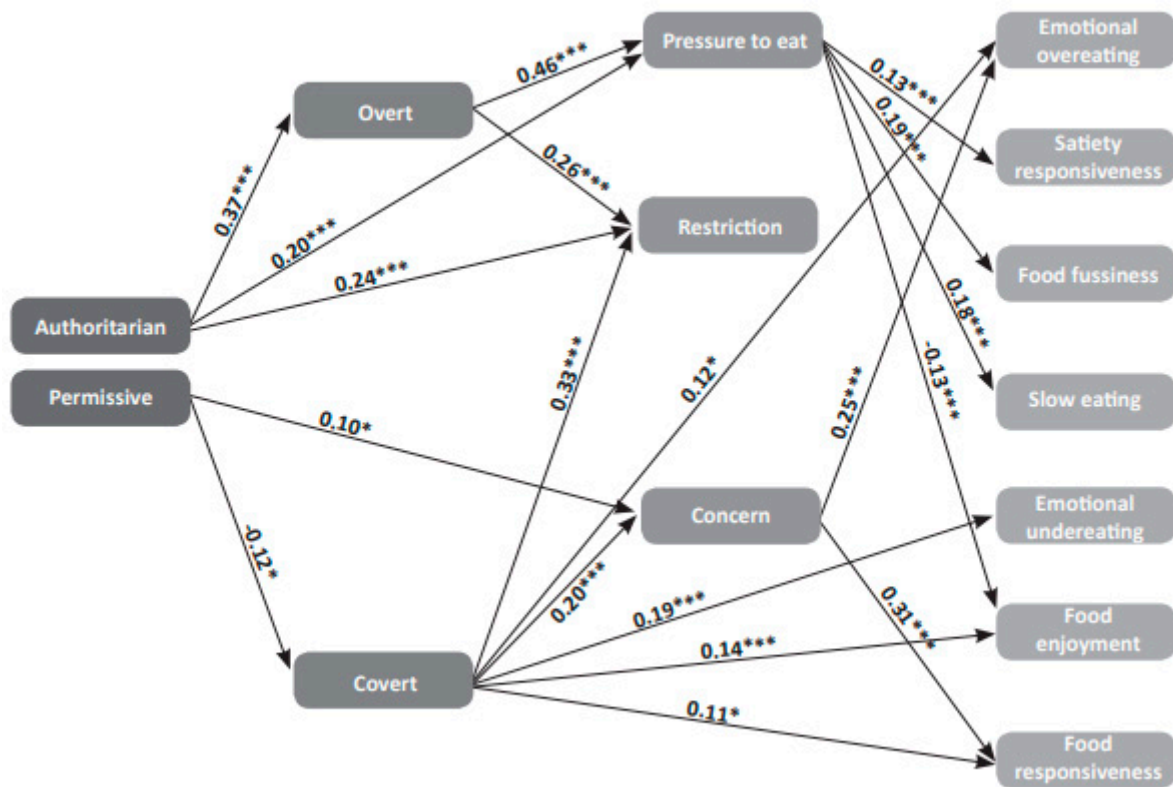 Emotional
overeating
Pressure to eat
0.46***
0.13***
Overt
0.19***
Satiety
responsiveness
0.26***
0.37***
Restriction
0.20***
0.24***
Food fussiness
0.18***
Authoritarian
0.33***
0.12*
-0.13***
Permissive
0.25***
Slow eating
0.10*
Emotional
undereating
Concern
-0.12*
0.20***
0.19***
0.31***
Food
enjoyment
0.14***
Covert
0.11*
Food
responsiveness